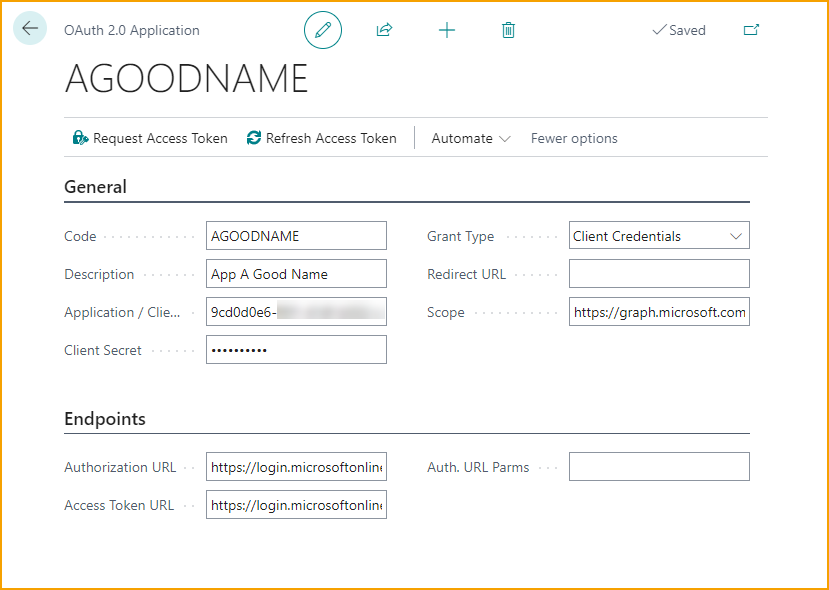 OAuth 2.0 Application
Saved
AGOODNAME
Request Access Token Refresh Access Token Automate Fewer options
General
Code AGOODNAME Grant Type Client Credentials
Description App A Good Name Redirect URL
Application / Clie... 9cd0d0e6- Scope https://graph.microsoft.com
Client Secret ••••••••••
Endpoints
Authorization URL https://login.microsoftonline Auth. URL Parms
Access Token URL https://login.microsoftonline